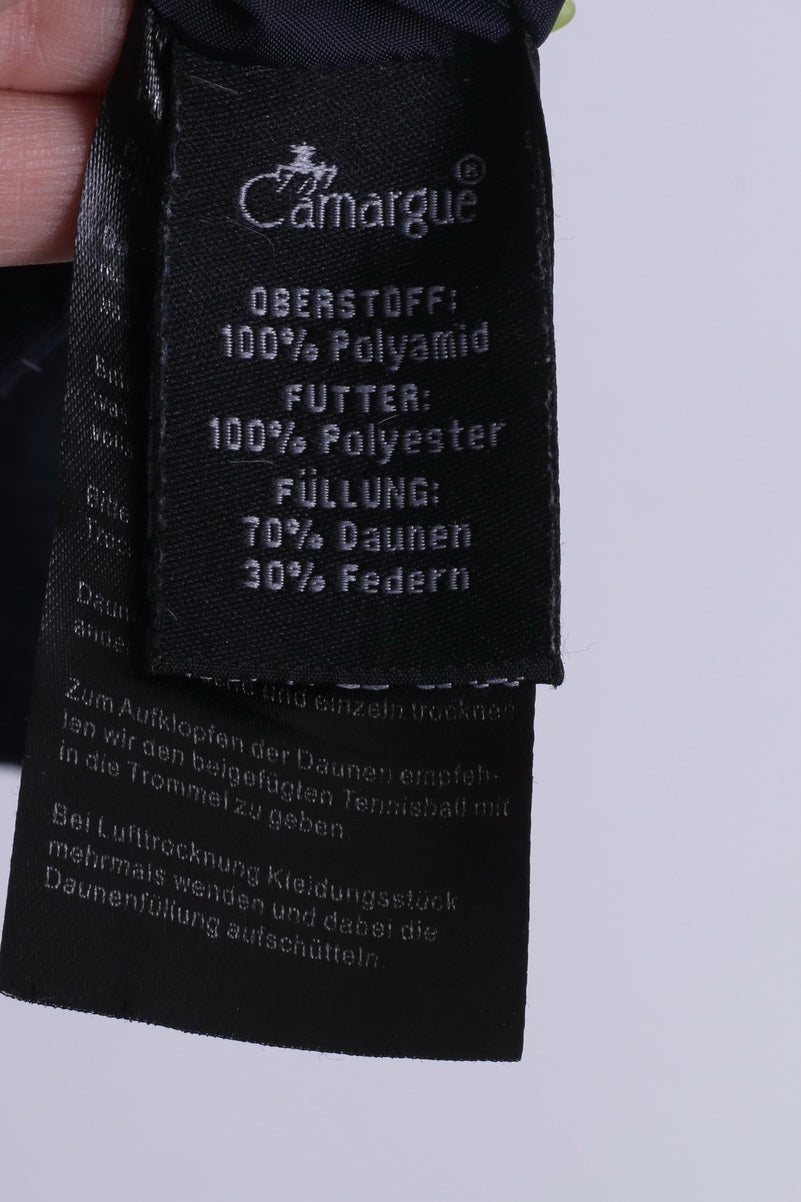 Camargue®
OBERSTOFF:
100% Polyamid
FUTTER:
100% Polyester
FÜLLUNG:
70% Daunen
30% Federn
und einzeln trocknen
Zum Aufklopfen der Daunen empfeh-
len wir den beigefügten Tennisball mit
in die Trommel zu geben.
Bei Lufttrocknung Kleidungsstück
mehrmals wenden und dabei die
Daunenfüllung aufschütteln.